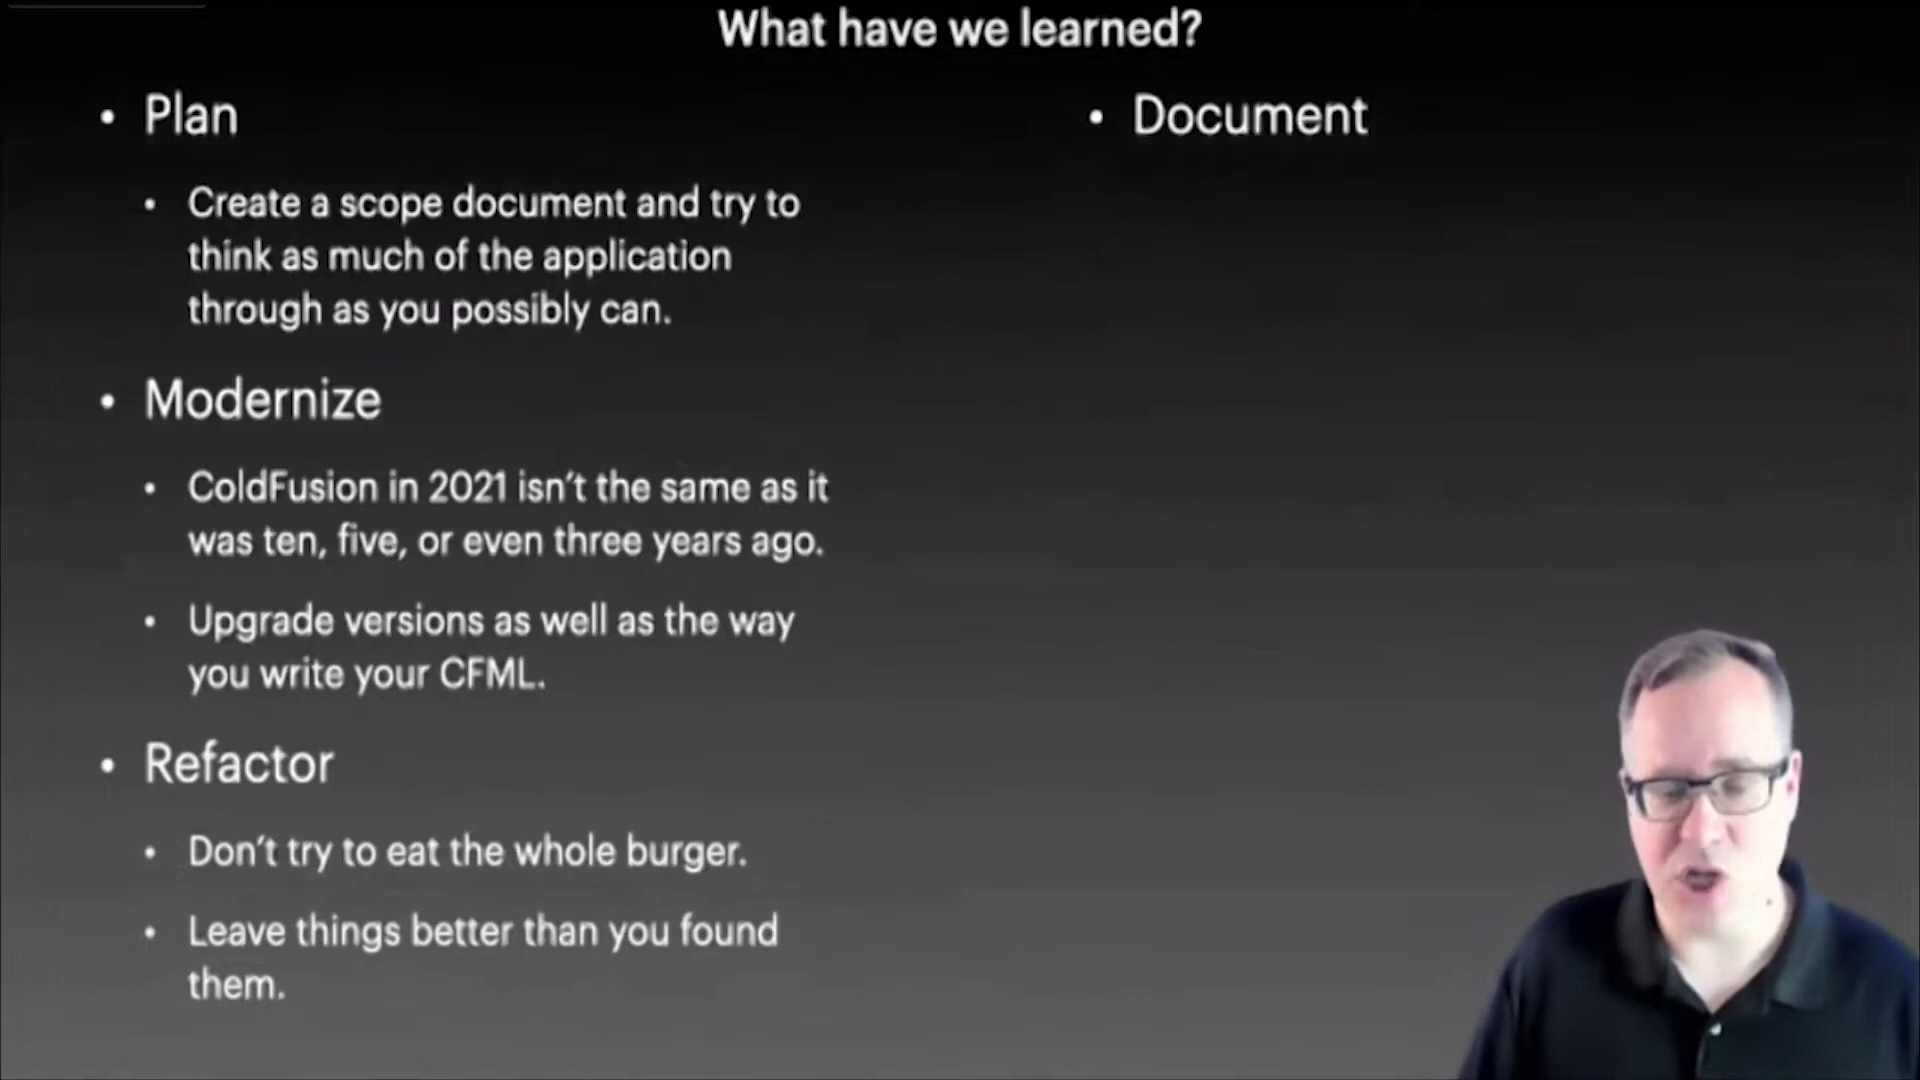 What have we learned?
• Plan
• Create a scope document and try to
think as much of the application
through as you possibly can.
• Modernize
• ColdFusion in 2021 isn't the same as it
was ten, five, or even three years ago.
• Upgrade versions as well as the way
you write your CFML.
• Refactor
• Don't try to eat the whole burger.
• Leave things better than you found
them.
• Document